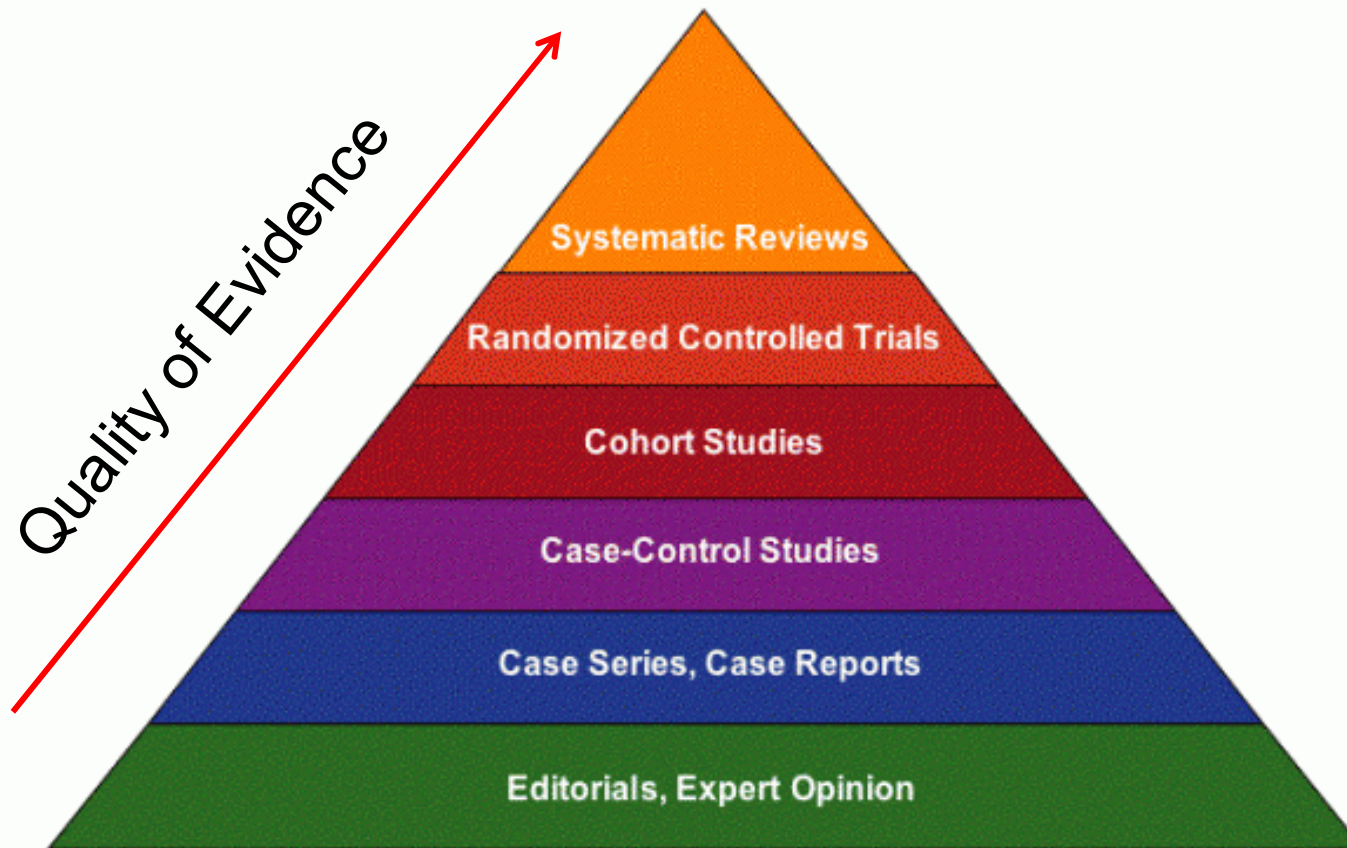 Quality of Evidence
Systematic Reviews
Randomized Controlled Trials
Cohort Studies
Case-Control Studies
Case Series, Case Reports
Editorials, Expert Opinion